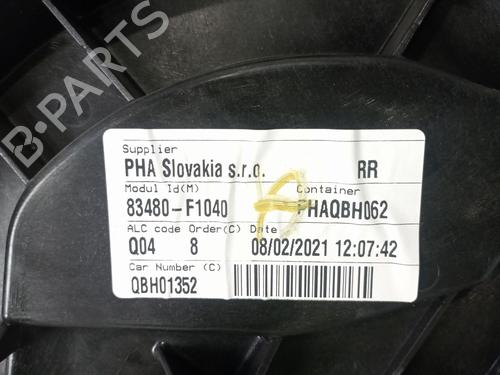 B-PARTS
Supplier
PHA Slovakia s.r.o. RR
Modul Id(M) Container
83480-F1040 PHAQBH062
ALC code Order(C) Date
Q04 8 08/02/2021 12:07:42
Car Number (C)
QBH01352